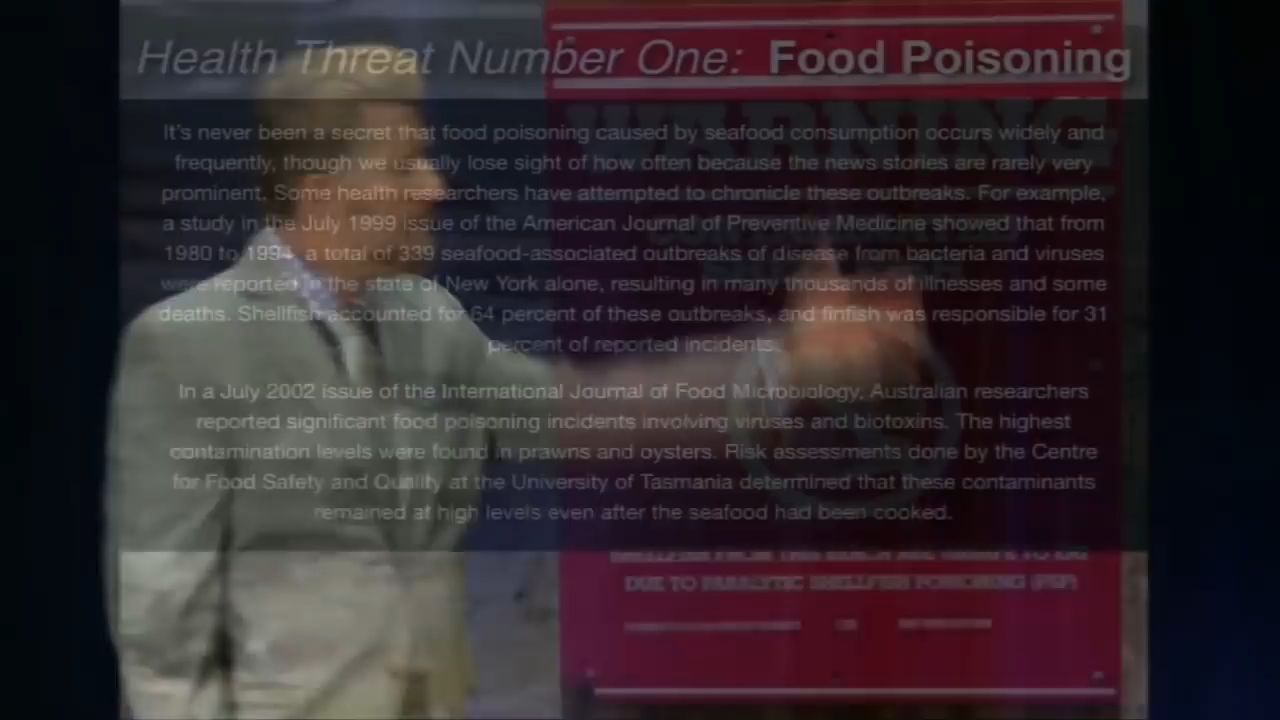 Health Threat Number One: Food Poisoning
WARNING
It's never been a secret that food poisoning caused by seafood consumption occurs widely and
frequently, though we usually lose sight of how often because the news stories are rarely very
prominent. Some health researchers have attempted to chronicle these outbreaks. For example,
a study in the July 1999 issue of the American Journal of Preventive Medicine showed that from
1980 to 1994 a total of 339 seafood-associated outbreaks of disease from bacteria and viruses
were reported in the state of New York alone, resulting in many thousands of illnesses and some
deaths. Shellfish accounted for 64 percent of these outbreaks, and finfish was responsible for 31
percent of reported incidents.
In a July 2002 issue of the International Journal of Food Microbiology, Australian researchers
reported significant food poisoning incidents involving viruses and biotoxins. The highest
contamination levels were found in prawns and oysters. Risk assessments done by the Centre
for Food Safety and Quality at the University of Tasmania determined that these contaminants
remained at high levels even after the seafood had been cooked.
SHELLFISH FROM THIS BEACH ARE UNSAFE TO EAT
DUE TO PARALYTIC SHELLFISH POISONING (PSP)